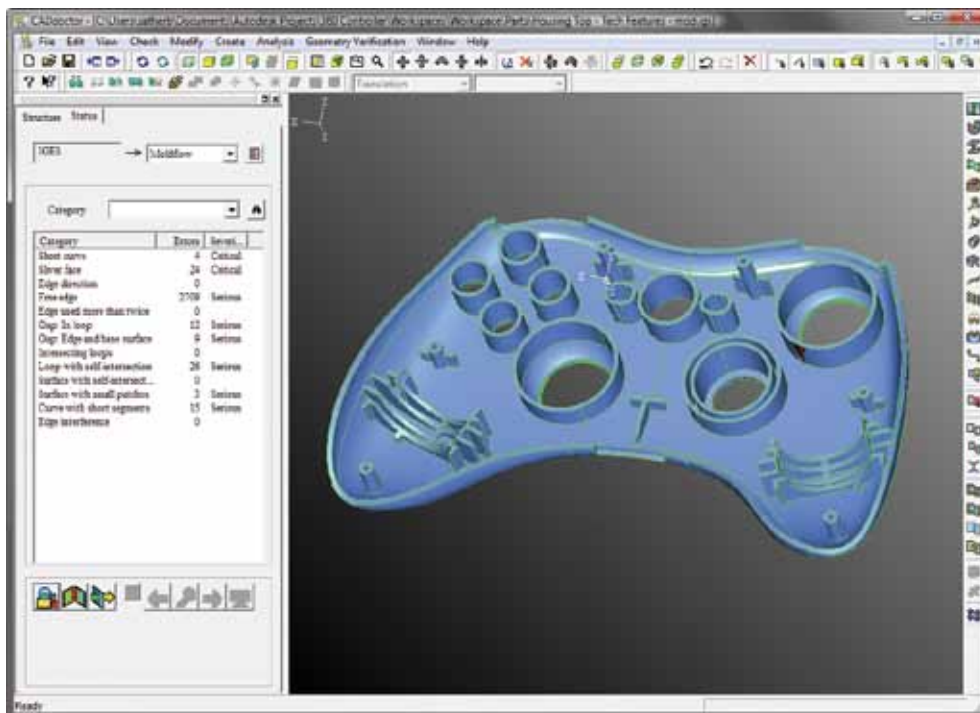 CADdoctor - [C:\Users\
File Edit View Check Modify Create Analysis Geometry Verification Window Help
Translation
Structure Status
IGES → Moldflow
Category
Category Errors Severi...
Short curve 4 Critical
Sliver face 24 Critical
Edge direction 0
Free edge 2708 Serious
Edge used more than twice 0
Gap: In loop 12 Serious
Gap: Edge and base surface 9 Serious
Intersecting loops 0
Loop with self-intersection 26 Serious
Surface with self-intersect... 0
Surface with small patches 3 Serious
Curve with short segments 15 Serious
Edge interference 0
Ready